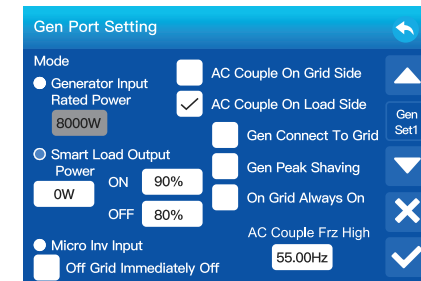 Gen Port Setting
Mode
Generator Input
Rated Power
8000W
AC Couple On Grid Side
AC Couple On Load Side
Gen Connect To Grid
Gen Peak Shaving
On Grid Always On
AC Couple Frz High
55.00Hz
Smart Load Output
Power
0W
ON 90%
OFF 80%
Micro Inv Input
Off Grid Immediately Off
Gen
Set1